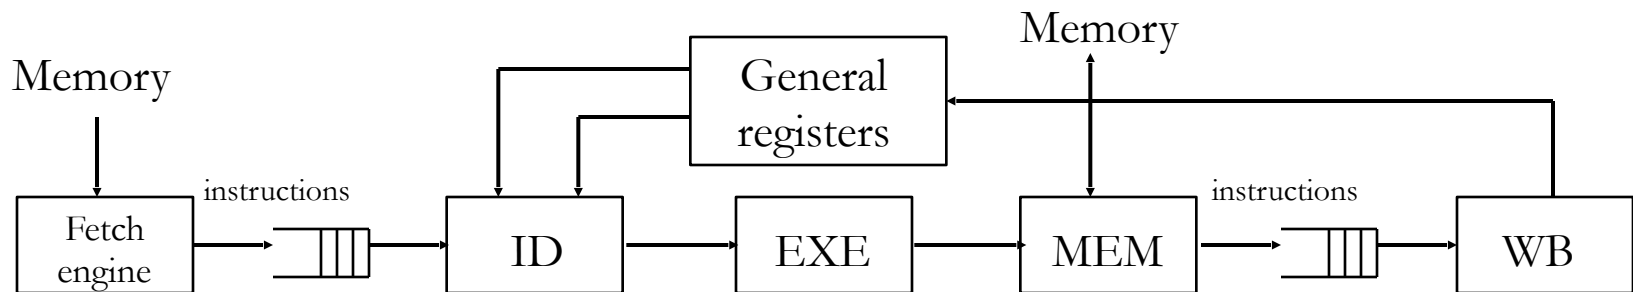 Memory
General
registers
Memory
instructions
instructions
Fetch
engine
ID
EXE
MEM
WB